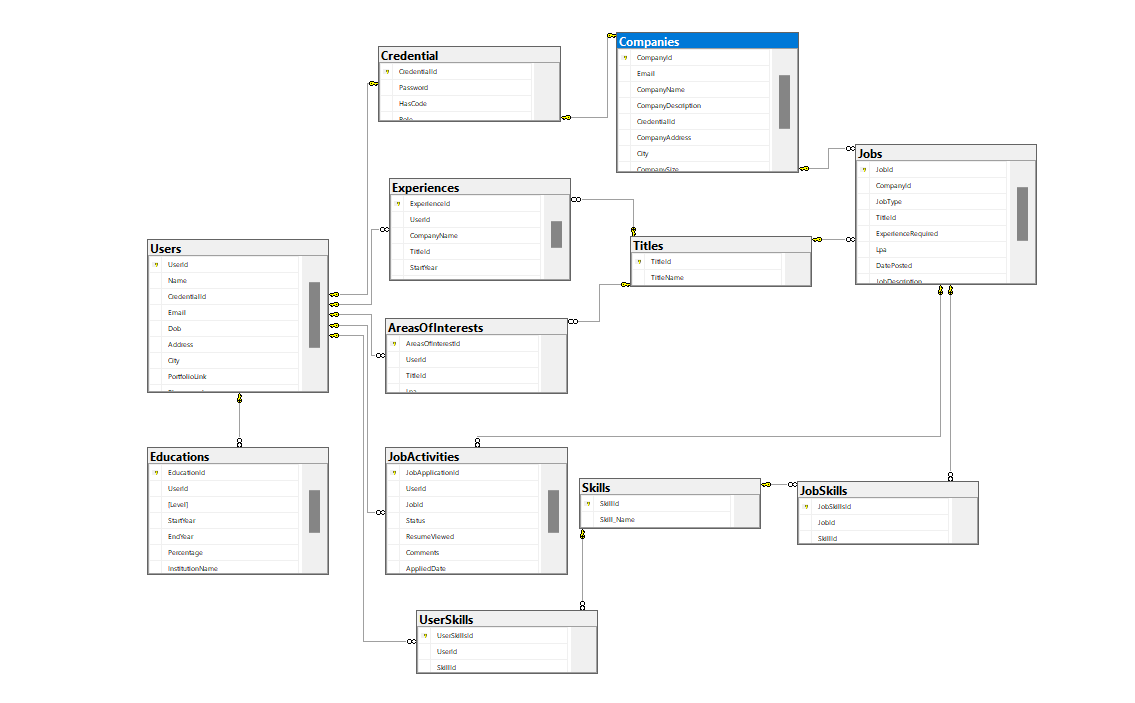 Credential
CredentialId
Password
HasCode
Role
Companies
CompanyId
Email
CompanyName
CompanyDescription
CredentialId
CompanyAddress
City
CompanySize
Jobs
JobId
CompanyId
JobType
TitleId
ExperienceRequired
Lpa
DatePosted
JobDescription
Experiences
ExperienceId
UserId
CompanyName
TitleId
StartYear
Titles
TitleId
TitleName
Users
UserId
Name
CredentialId
Email
Dob
Address
City
PortfolioLink
AreasOfInterests
AreasOfInterestId
UserId
TitleId
Lpa
Educations
EducationId
UserId
[Level]
StartYear
EndYear
Percentage
InstitutionName
JobActivities
JobApplicationId
UserId
JobId
Status
ResumeViewed
Comments
AppliedDate
Skills
SkillId
Skill_Name
JobSkills
JobSkillsId
JobId
SkillId
UserSkills
UserSkillsId
UserId
SkillId